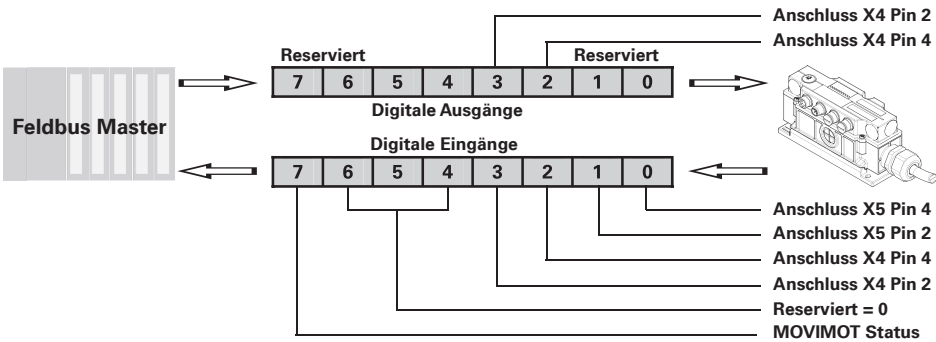 Anschluss X4 Pin 2
Anschluss X4 Pin 4
Reserviert Reserviert
7 6 5 4 3 2 1 0
Digitale Ausgänge
Feldbus Master
Digitale Eingänge
7 6 5 4 3 2 1 0
Anschluss X5 Pin 4
Anschluss X5 Pin 2
Anschluss X4 Pin 4
Anschluss X4 Pin 2
Reserviert = 0
MOVIMOT Status